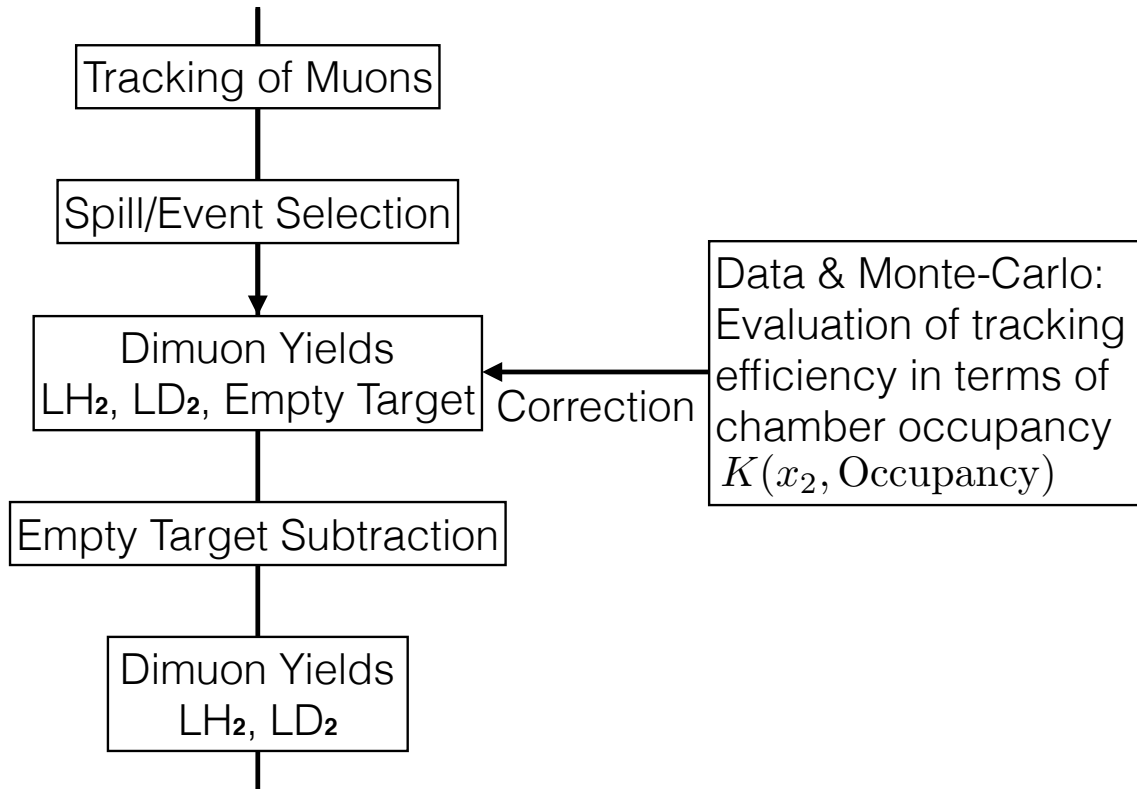 Tracking of Muons
Spill/Event Selection
Dimuon Yields
LH₂, LD₂, Empty Target
Correction
Data & Monte-Carlo:
Evaluation of tracking
efficiency in terms of
chamber occupancy
K(x₂, Occupancy)
Empty Target Subtraction
Dimuon Yields
LH₂, LD₂